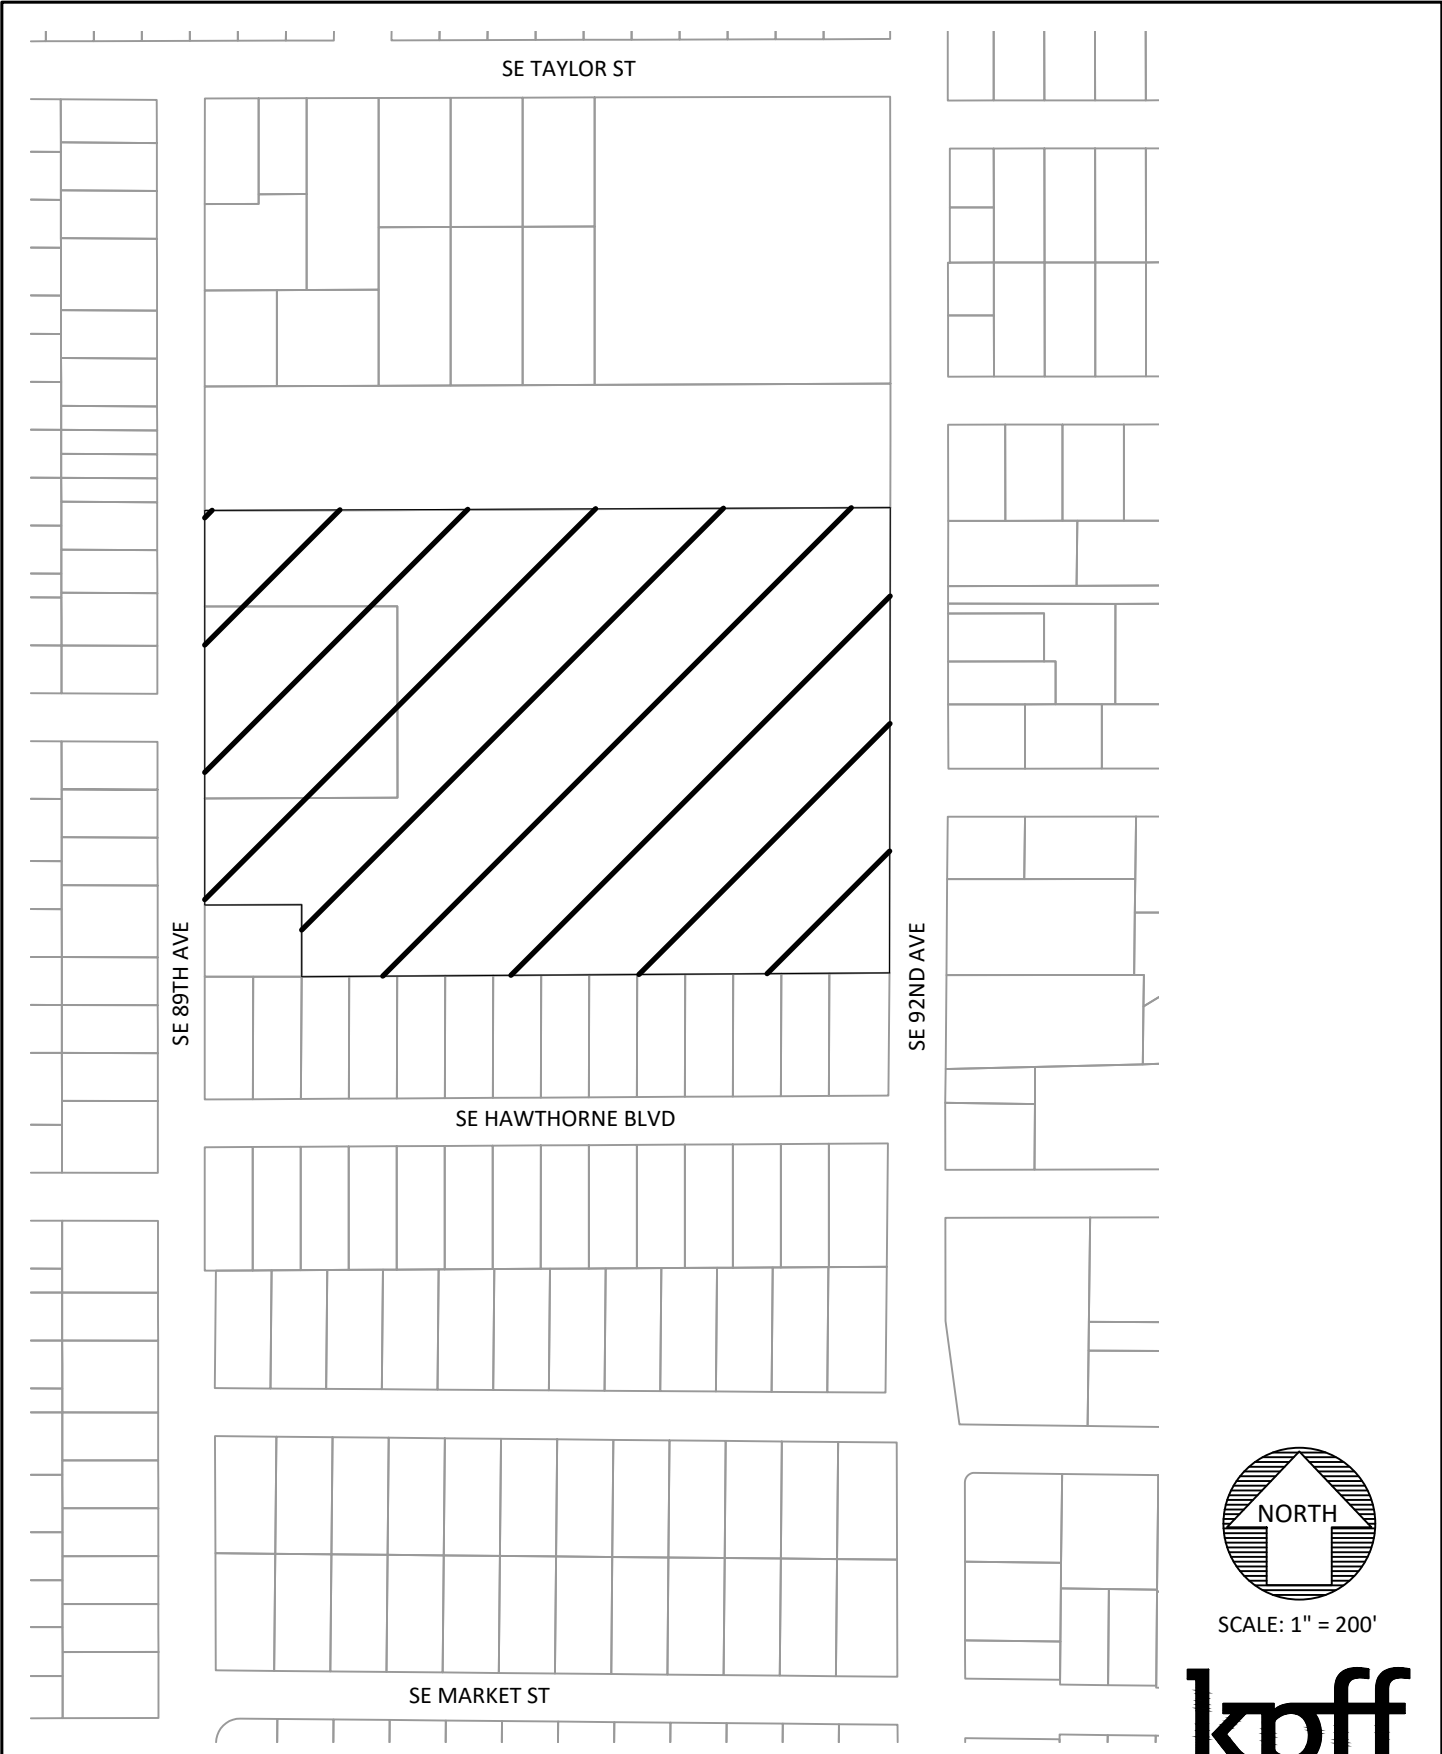 SE TAYLOR ST
SE 89TH AVE
SE 92ND AVE
SE HAWTHORNE BLVD
NORTH
SCALE: 1" = 200'
SE MARKET ST
kpff